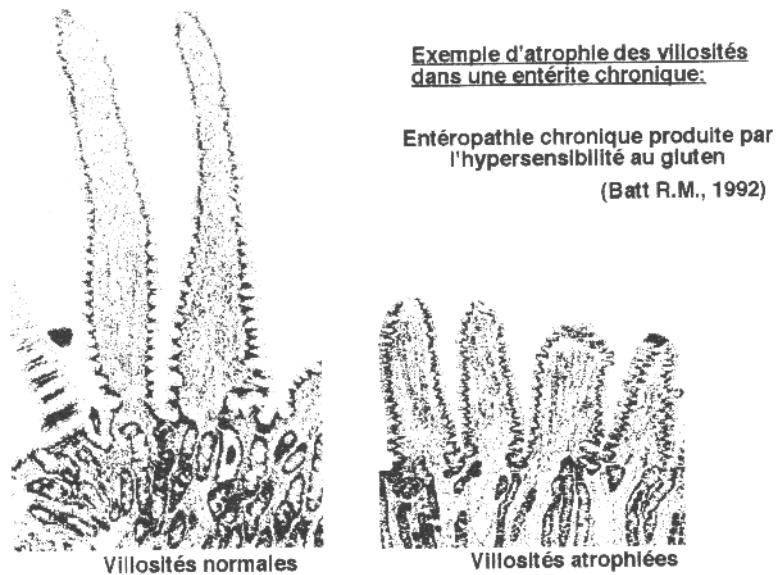 Exemple d'atrophie des villosités
dans une entérite chronique:
Entéropathie chronique produite par
l'hypersensibilité au gluten
(Batt R.M., 1992)
Villosités normales
Villosités atrophiées